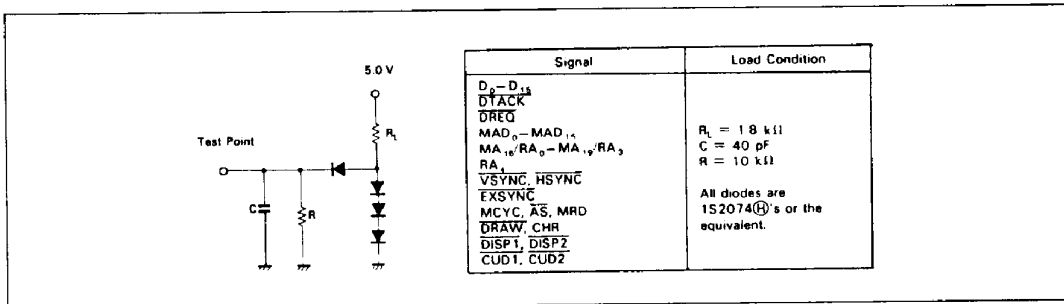 5.0 V
R_L
Test Point
C
R
Signal
Load Condition
D₀–D₁₅
DTACK
DREQ
MAD₀–MAD₁₅
MA₁₆/RA₀–MA₁₉/RA₃
RA₄
VSYNC, HSYNC
EXSYNC
MCYC, AS, MRD
DRAW, CHR
DISP1, DISP2
CUD1, CUD2
R_L = 1.8 kΩ
C = 40 pF
R = 10 kΩ
All diodes are
1S2074Ⓗ's or the
equivalent.